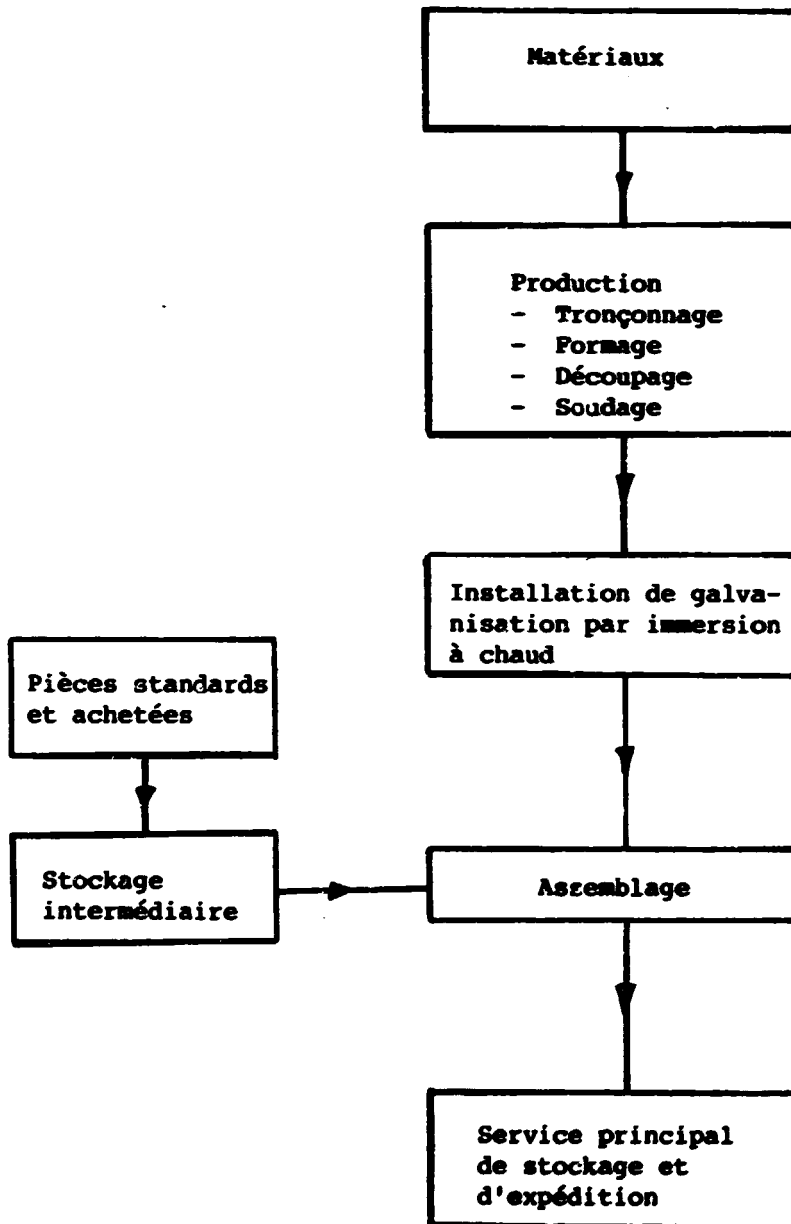 Matériaux
Production
- Tronçonnage
- Formage
- Découpage
- Soudage
Installation de galva-
nisation par immersion
à chaud
Pièces standards
et achetées
Stockage
intermédiaire
Assemblage
Service principal
de stockage et
d'expédition